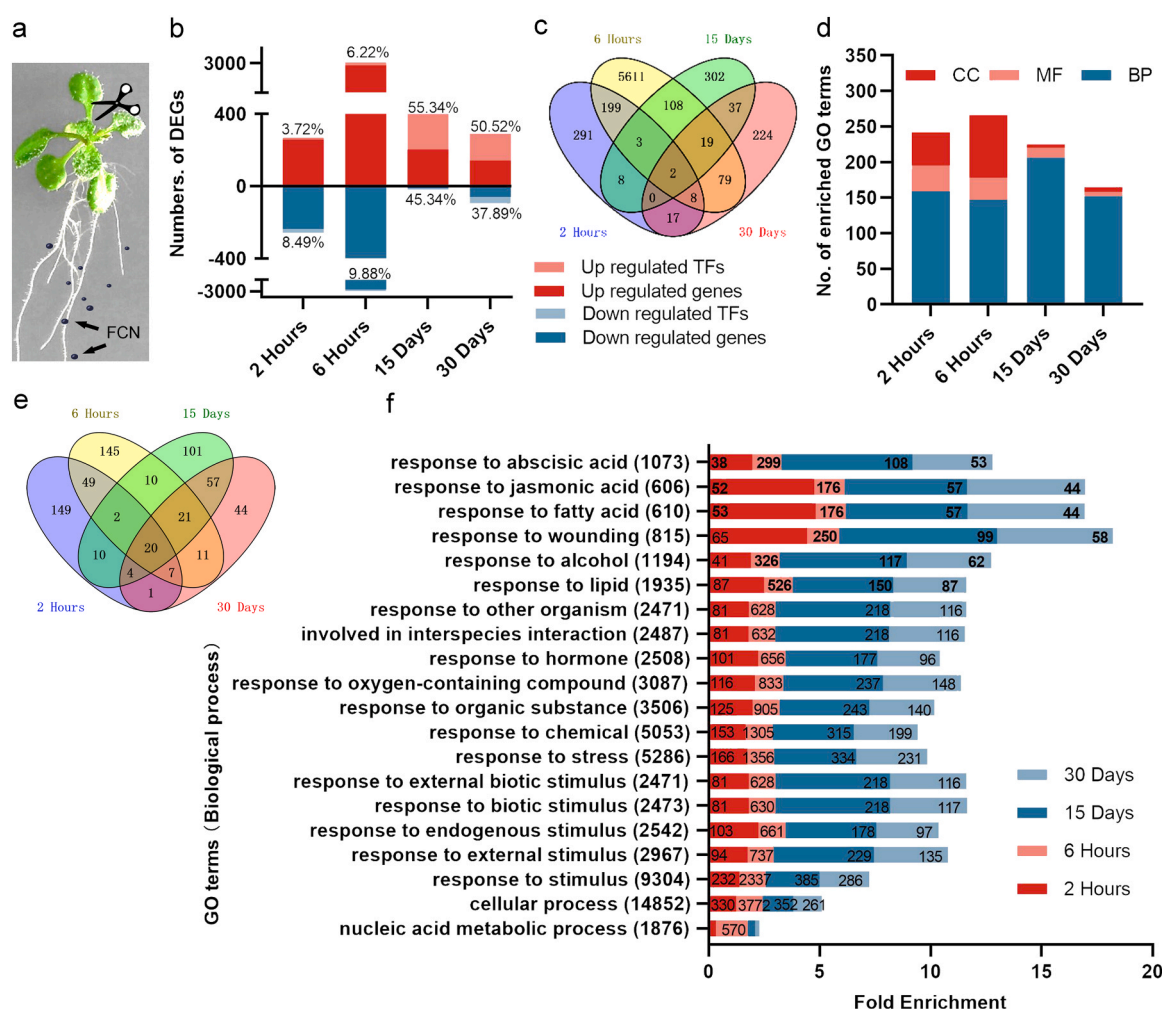 a
FCN
b
Numbers. of DEGs
3000
400
0
-400
-3000
6.22%
3.72%
55.34%
50.52%
8.49%
9.88%
45.34%
37.89%
2 Hours
6 Hours
15 Days
30 Days
c
6 Hours
15 Days
5611
302
199
108
37
291
3
19
224
8
2
79
0
8
17
2 Hours
30 Days
Up regulated TFs
Up regulated genes
Down regulated TFs
Down regulated genes
d
No. of enriched GO terms
350
300
250
200
150
100
50
0
CC
MF
BP
2 Hours
6 Hours
15 Days
30 Days
e
6 Hours
15 Days
145
101
49
10
57
149
2
21
44
10
20
11
4
7
1
2 Hours
30 Days
f
GO terms (Biological process)
response to abscisic acid (1073) 38 299 108 53
response to jasmonic acid (606) 52 176 57 44
response to fatty acid (610) 53 176 57 44
response to wounding (815) 65 250 99 58
response to alcohol (1194) 41 326 117 62
response to lipid (1935) 87 526 150 87
response to other organism (2471) 81 628 218 116
involved in interspecies interaction (2487) 81 632 218 116
response to hormone (2508) 101 656 177 96
response to oxygen-containing compound (3087) 116 833 237 148
response to organic substance (3506) 125 905 243 140
response to chemical (5053) 153 1305 315 199
response to stress (5286) 166 1356 334 231
response to external biotic stimulus (2471) 81 628 218 116
response to biotic stimulus (2473) 81 630 218 117
response to endogenous stimulus (2542) 103 661 178 97
response to external stimulus (2967) 94 737 229 135
response to stimulus (9304) 232 2337 385 286
cellular process (14852) 330 3772 352 261
nucleic acid metabolic process (1876) 570
30 Days
15 Days
6 Hours
2 Hours
0 5 10 15 20
Fold Enrichment